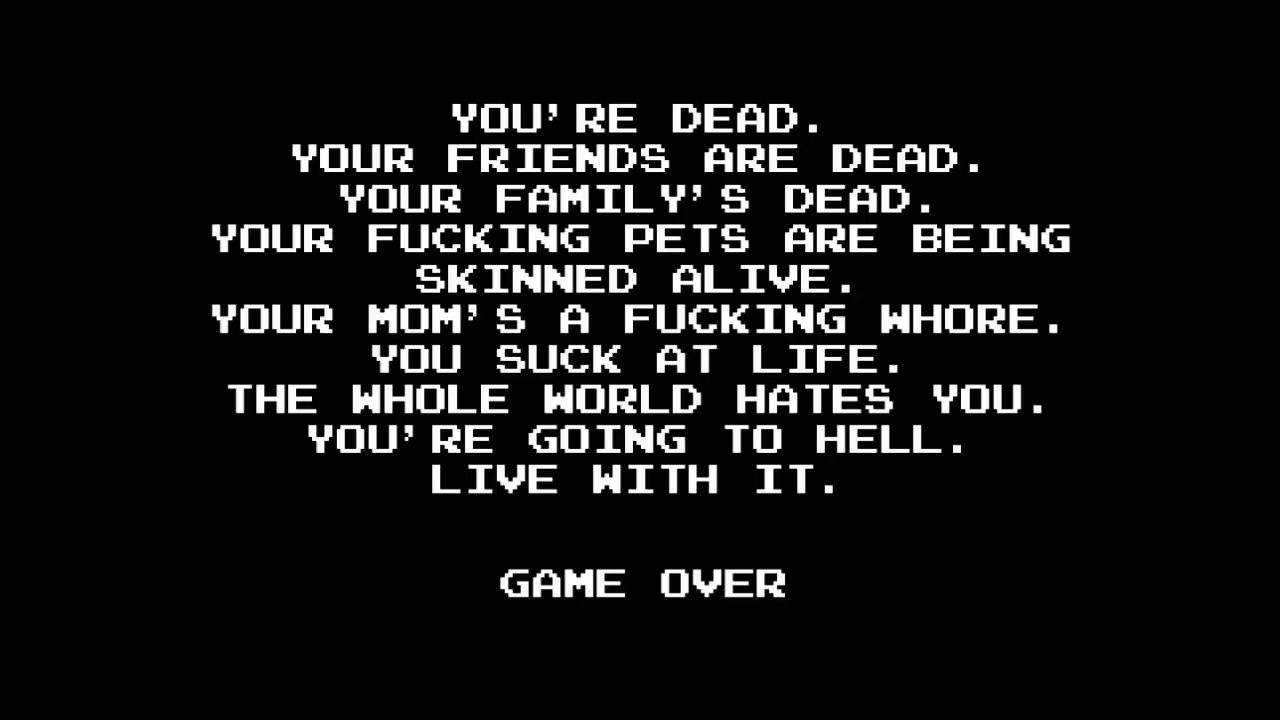 YOU'RE DEAD.
YOUR FRIENDS ARE DEAD.
YOUR FAMILY'S DEAD.
YOUR FUCKING PETS ARE BEING
SKINNED ALIVE.
YOUR MOM'S A FUCKING WHORE.
YOU SUCK AT LIFE.
THE WHOLE WORLD HATES YOU.
YOU'RE GOING TO HELL.
LIVE WITH IT.
GAME OVER